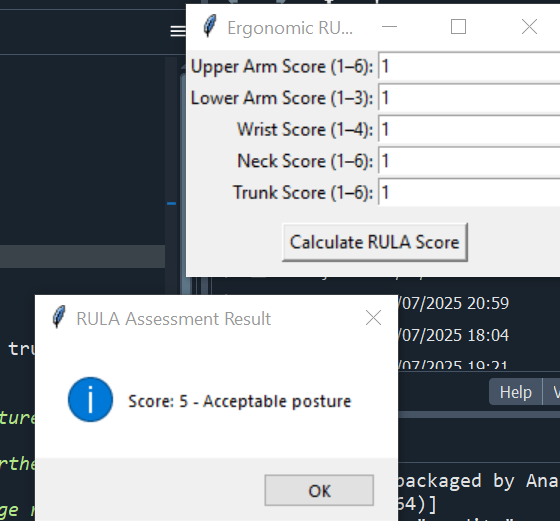 Ergonomic RU...
Upper Arm Score (1–6): 1
Lower Arm Score (1–3): 1
Wrist Score (1–4): 1
Neck Score (1–6): 1
Trunk Score (1–6): 1
Calculate RULA Score
/07/2025 20:59
/07/2025 18:04
/07/2025 19:21
Help
RULA Assessment Result
Score: 5 - Acceptable posture
OK
tru
ture
rthe
ge
packaged by Ana
64)]